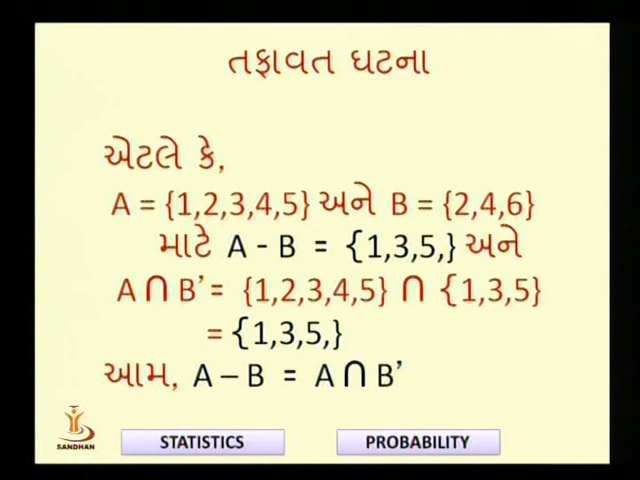 તફાવત ઘટના
એટલે કે,
A = {1,2,3,4,5} અને B = {2,4,6}
માટે A - B = {1,3,5,} અને
A ∩ B’ = {1,2,3,4,5} ∩ {1,3,5}
= {1,3,5,}
આમ, A – B = A ∩ B’
SANDHAN
STATISTICS
PROBABILITY